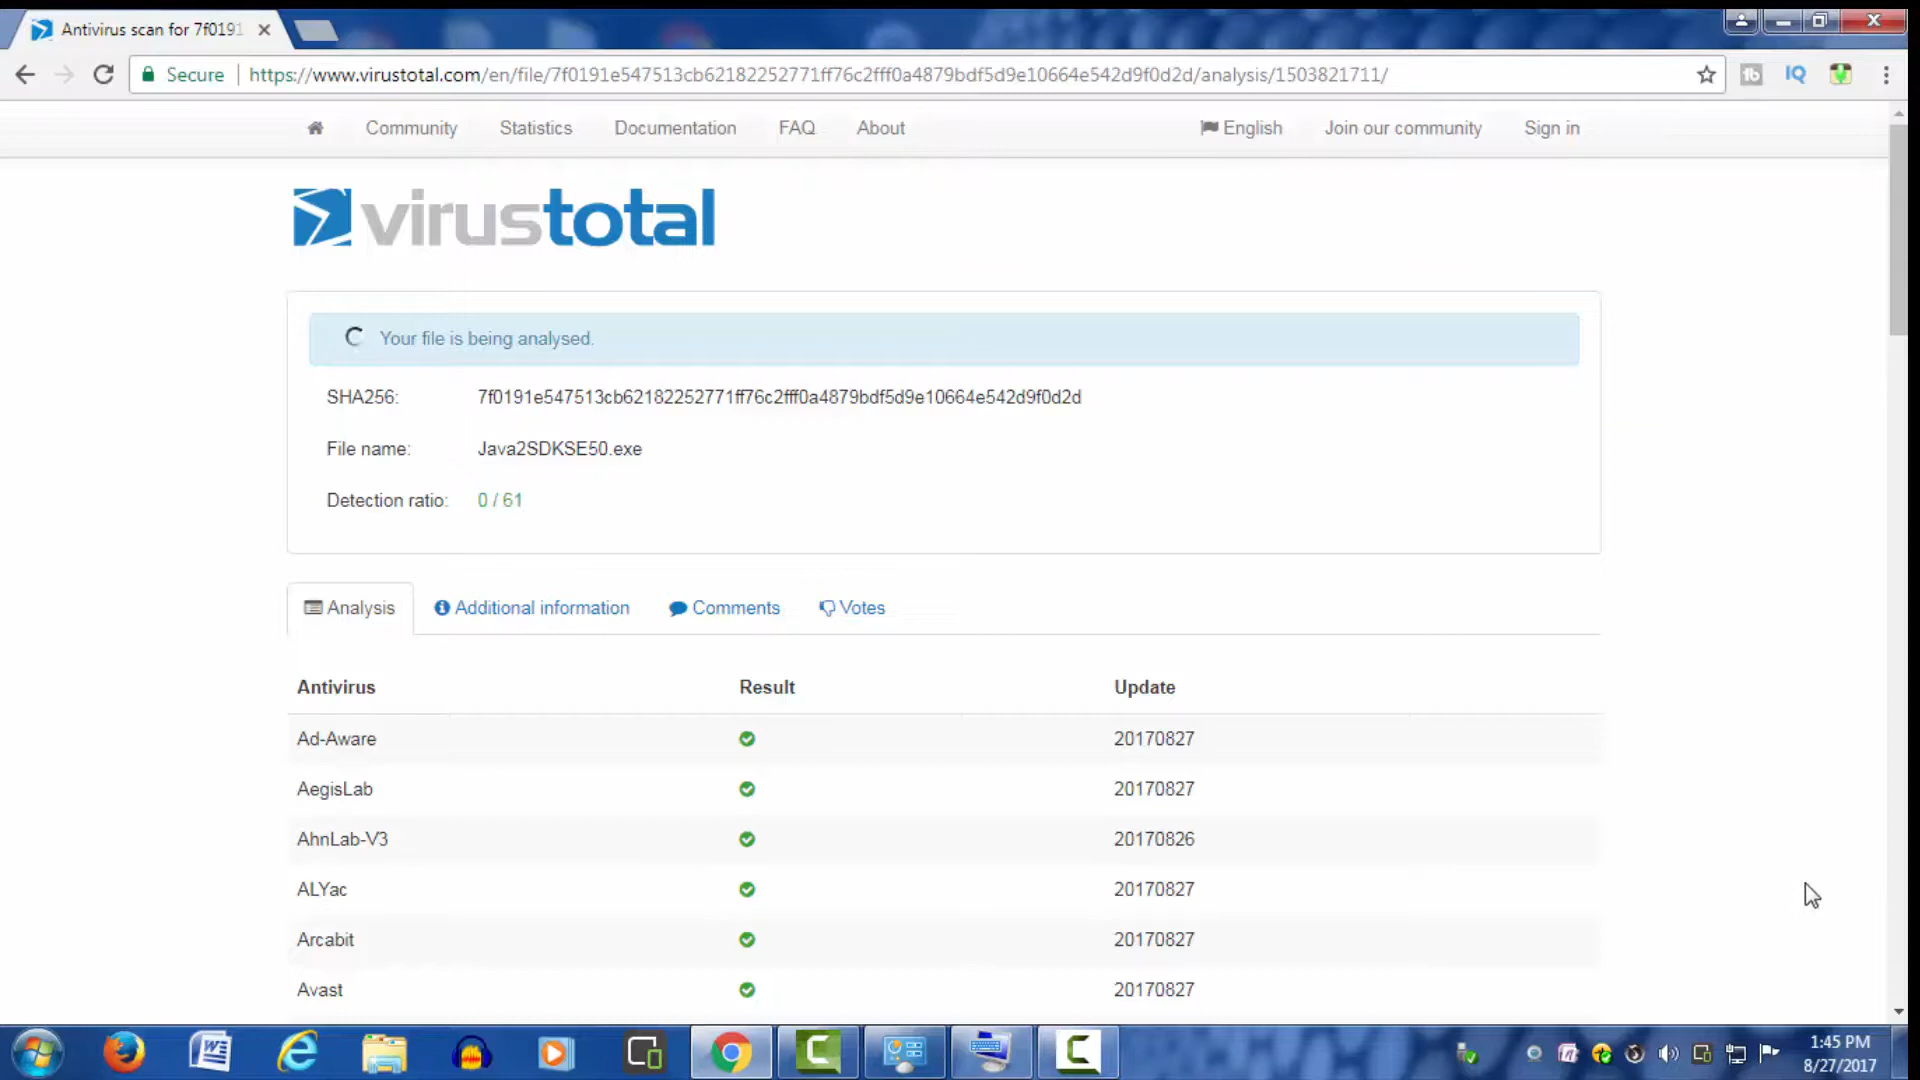 Antivirus scan for 7f0191
Secure https://www.virustotal.com/en/file/7f0191e547513cb62182252771ff76c2fff0a4879bdf5d9e10664e542d9f0d2d/analysis/1503821711/
IQ
Community Statistics Documentation FAQ About English Join our community Sign in
virustotal
Your file is being analysed.
SHA256: 7f0191e547513cb62182252771ff76c2fff0a4879bdf5d9e10664e542d9f0d2d
File name: Java2SDKSE50.exe
Detection ratio: 0 / 61
Analysis Additional information Comments Votes
Antivirus Result Update
Ad-Aware 20170827
AegisLab 20170827
AhnLab-V3 20170826
ALYac 20170827
Arcabit 20170827
Avast 20170827
1:45 PM
8/27/2017